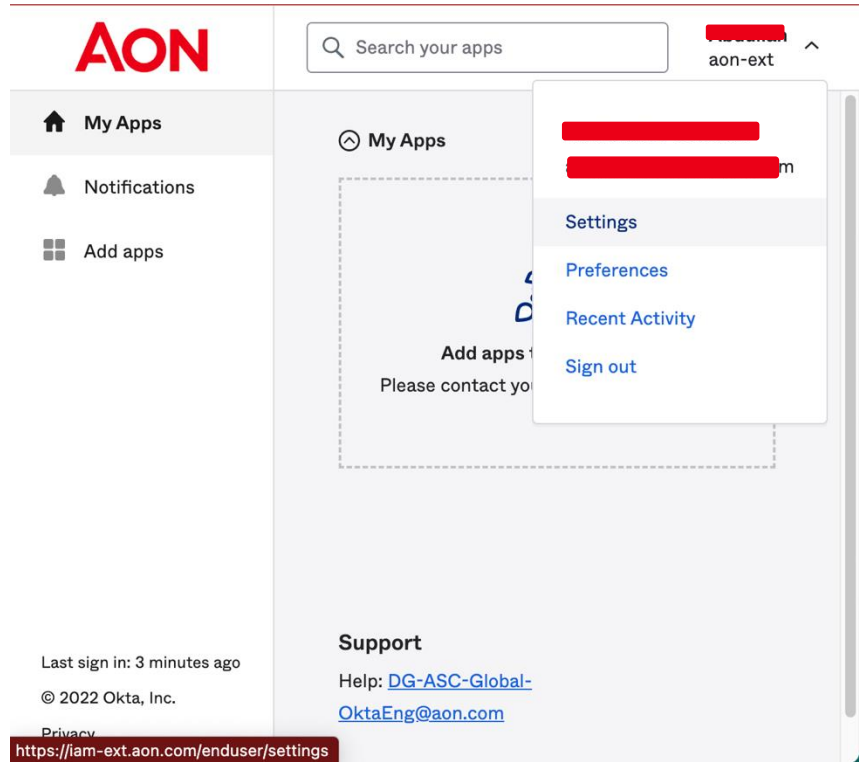 AON
Search your apps
aon-ext
My Apps
Notifications
Add apps
My Apps
m
Settings
Preferences
Recent Activity
Sign out
Add apps
Please contact
Support
Help: DG-ASC-Global-
OktaEng@aon.com
Last sign in: 3 minutes ago
© 2022 Okta, Inc.
Privacy
https://iam-ext.aon.com/enduser/settings